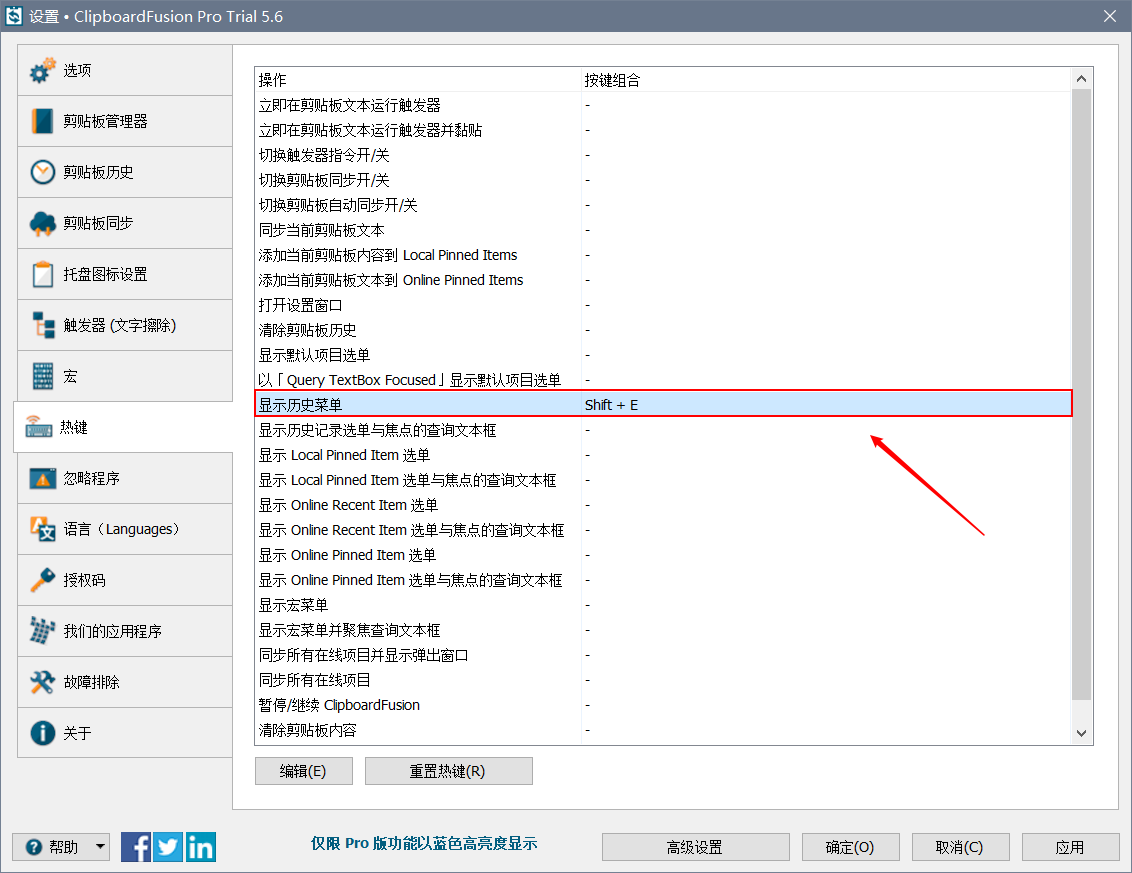 设置 • ClipboardFusion Pro Trial 5.6
选项
剪贴板管理器
剪贴板历史
剪贴板同步
托盘图标设置
触发器 (文字擦除)
宏
热键
忽略程序
语言（Languages）
授权码
我们的应用程序
故障排除
关于
操作 按键组合
立即在剪贴板文本运行触发器 -
立即在剪贴板文本运行触发器并黏贴 -
切换触发器指令开/关 -
切换剪贴板同步开/关 -
切换剪贴板自动同步开/关 -
同步当前剪贴板文本 -
添加当前剪贴板内容到 Local Pinned Items -
添加当前剪贴板文本到 Online Pinned Items -
打开设置窗口 -
清除剪贴板历史 -
显示默认项目选单 -
以「Query TextBox Focused」显示默认项目选单 -
显示历史菜单 Shift + E
显示历史记录选单与焦点的查询文本框 -
显示 Local Pinned Item 选单 -
显示 Local Pinned Item 选单与焦点的查询文本框 -
显示 Online Recent Item 选单 -
显示 Online Recent Item 选单与焦点的查询文本框 -
显示 Online Pinned Item 选单 -
显示 Online Pinned Item 选单与焦点的查询文本框 -
显示宏菜单 -
显示宏菜单并聚焦查询文本框 -
同步所有在线项目并显示弹出窗口 -
同步所有在线项目 -
暂停/继续 ClipboardFusion -
清除剪贴板内容 -
编辑(E) 重置热键(R)
帮助 仅限 Pro 版功能以蓝色高亮度显示 高级设置 确定(O) 取消(C) 应用